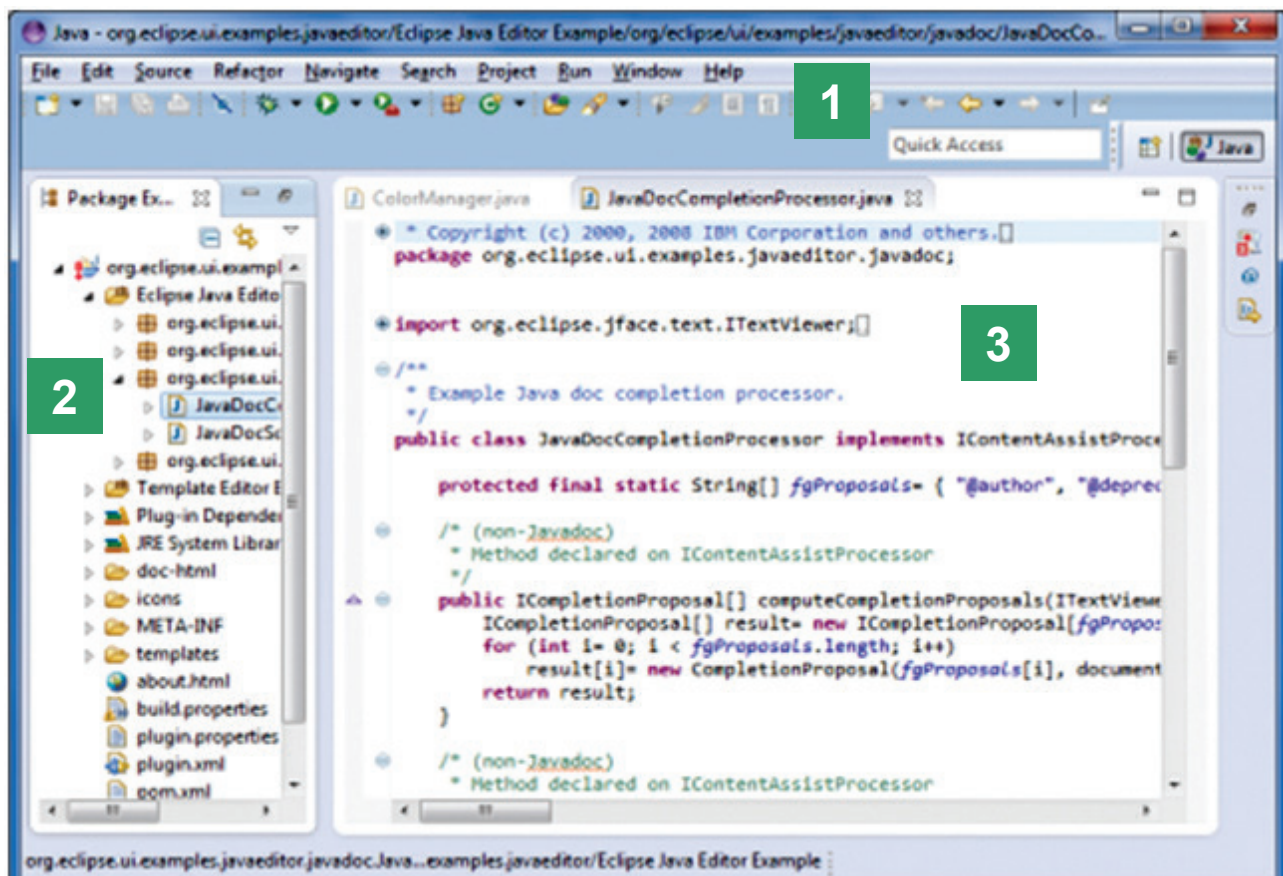 Java - org.eclipse.ui.examples.javaeditor/Eclipse Java Editor Example/org/eclipse/ui/examples/javaeditor/javadoc/JavaDocCo...
File Edit Source Refactor Navigate Search Project Run Window Help
1
Quick Access
Java
Package Ex...
org.eclipse.ui.exampl
Eclipse Java Edito
org.eclipse.ui.
org.eclipse.ui.
org.eclipse.ui.
2
JavaDocC
JavaDocSc
org.eclipse.ui.
Template Editor E
Plug-in Depender
JRE System Librar
doc-html
icons
META-INF
templates
about.html
build.properties
plugin.properties
plugin.xml
pom.xml
ColorManager.java JavaDocCompletionProcessor.java
* Copyright (c) 2000, 2008 IBM Corporation and others.
package org.eclipse.ui.examples.javaeditor.javadoc;
import org.eclipse.jface.text.ITextViewer;
3
/**
* Example Java doc completion processor.
*/
public class JavaDocCompletionProcessor implements IContentAssistProce
protected final static String[] fgProposals= { "@author", "@deprec
/* (non-Javadoc)
* Method declared on IContentAssistProcessor
*/
public ICompletionProposal[] computeCompletionProposals(ITextViewe
ICompletionProposal[] result= new ICompletionProposal[fgPropos
for (int i= 0; i < fgProposals.length; i++)
result[i]= new CompletionProposal(fgProposals[i], document
return result;
}
/* (non-Javadoc)
* Method declared on IContentAssistProcessor
org.eclipse.ui.examples.javaeditor.javadoc.Java...examples.javaeditor/Eclipse Java Editor Example